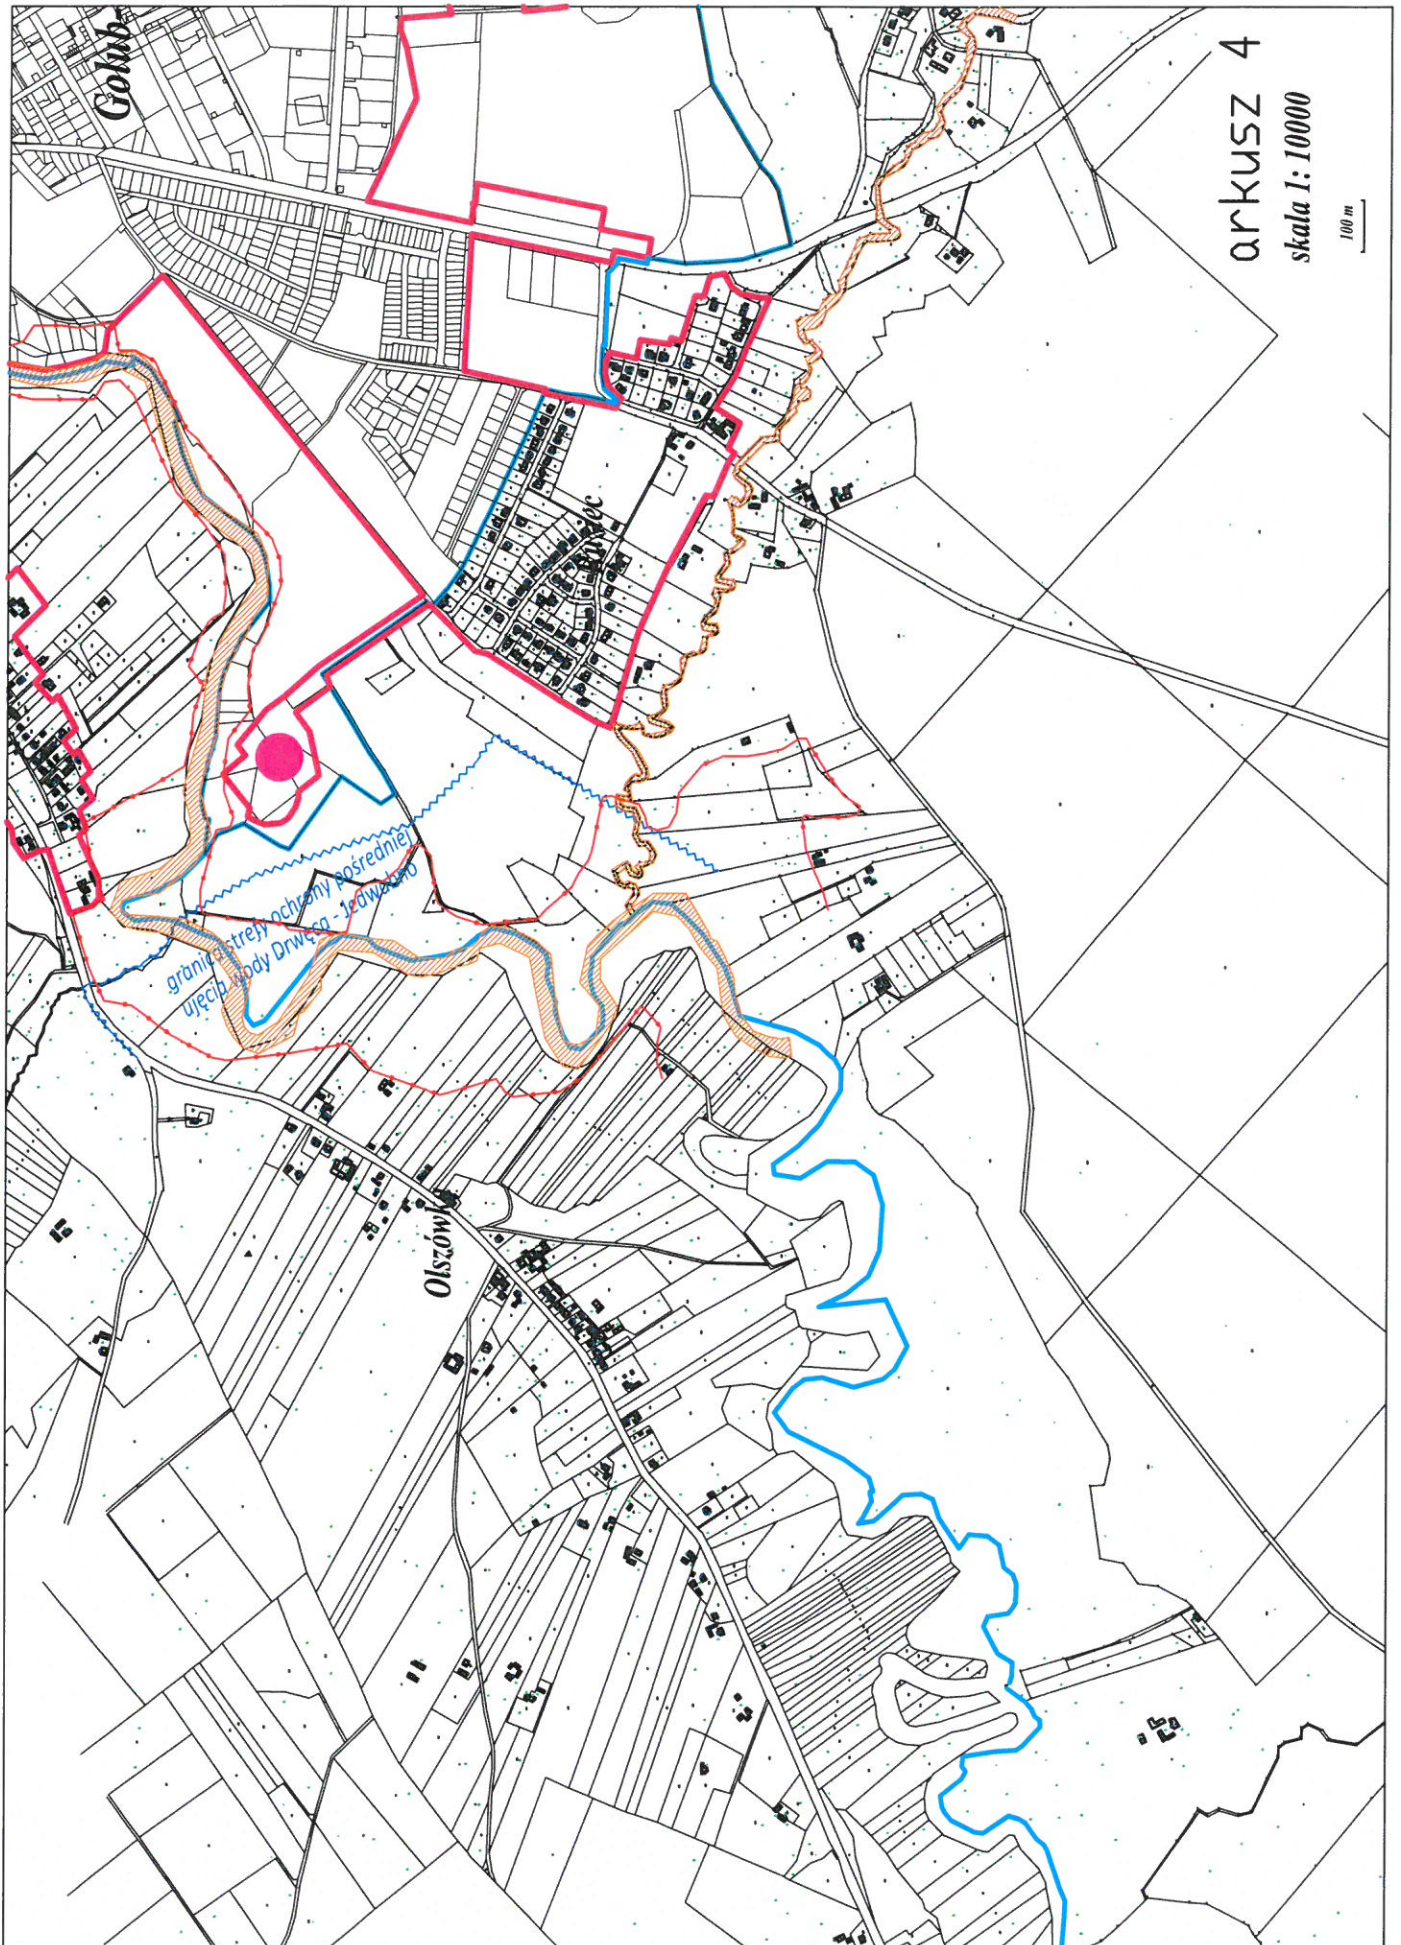 Golub-
arkusz 4
skala 1: 10000
100 m
granica strefy ochrony pośredniej
ujęcia wody Drwęca - Jedwabno
Olszówka